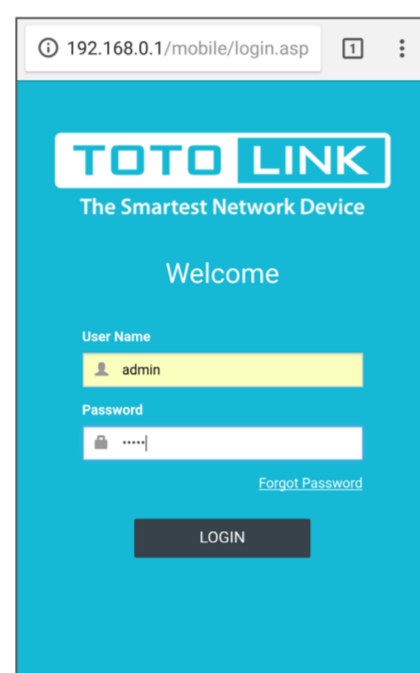 192.168.0.1/mobile/login.asp 1
TOTO LINK
The Smartest Network Device
Welcome
User Name
admin
Password
•••••
Forgot Password
LOGIN